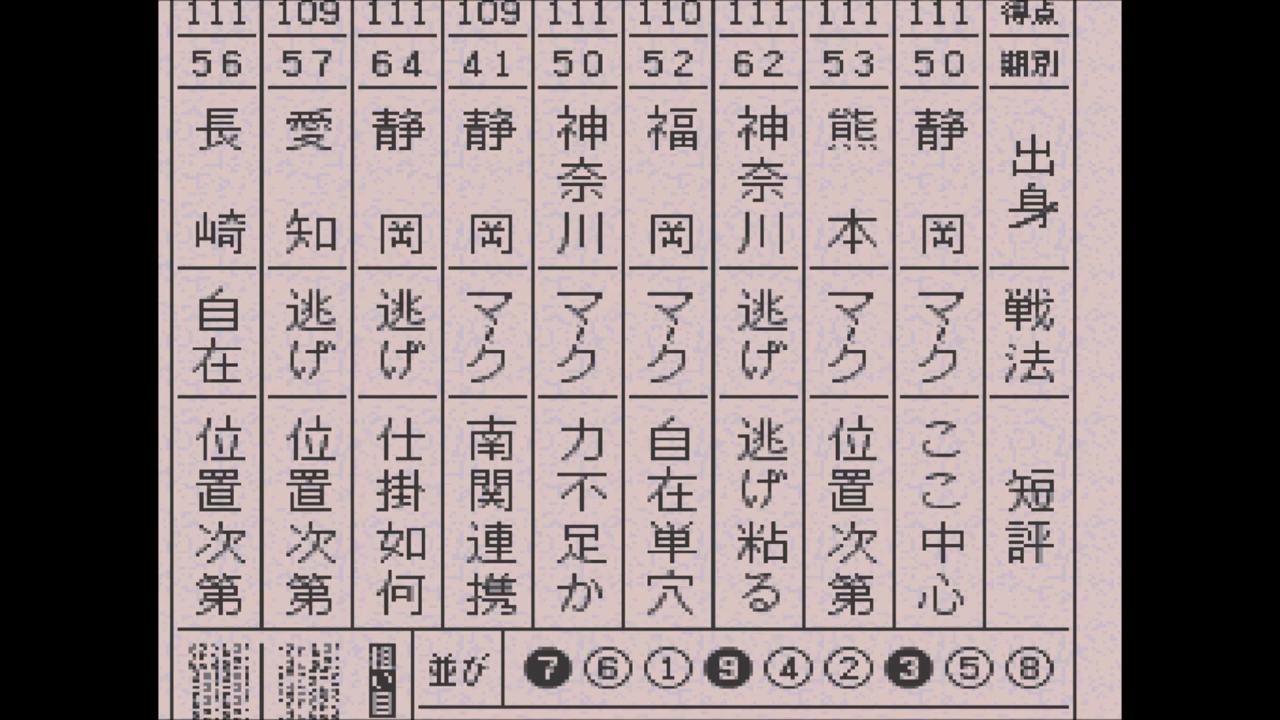 得点 111 111 111 110 111 109 111 109 111
期別 50 53 62 52 50 41 64 57 56
出身 静岡 熊本 神奈川 福岡 神奈川 静岡 静岡 愛知 長崎
戦法 マーク マーク 逃げ マーク マーク マーク 逃げ 逃げ 自在
短評 ここ中心 位置次第 逃げ粘る 自在単穴 力不足か 南関連携 仕掛如何 位置次第 位置次第
並び ⑦⑥①⑨④②③⑤⑧